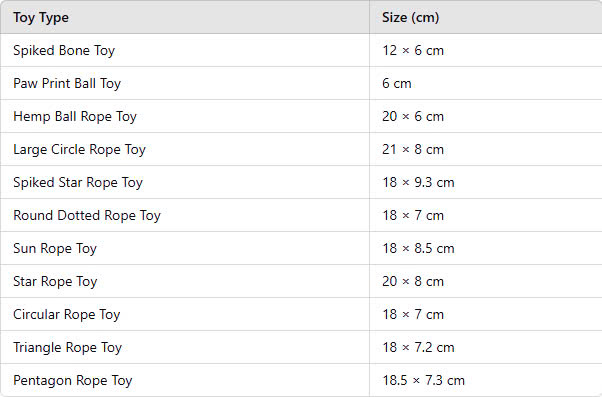 Toy Type Size (cm)
Spiked Bone Toy 12 × 6 cm
Paw Print Ball Toy 6 cm
Hemp Ball Rope Toy 20 × 6 cm
Large Circle Rope Toy 21 × 8 cm
Spiked Star Rope Toy 18 × 9.3 cm
Round Dotted Rope Toy 18 × 7 cm
Sun Rope Toy 18 × 8.5 cm
Star Rope Toy 20 × 8 cm
Circular Rope Toy 18 × 7 cm
Triangle Rope Toy 18 × 7.2 cm
Pentagon Rope Toy 18.5 × 7.3 cm